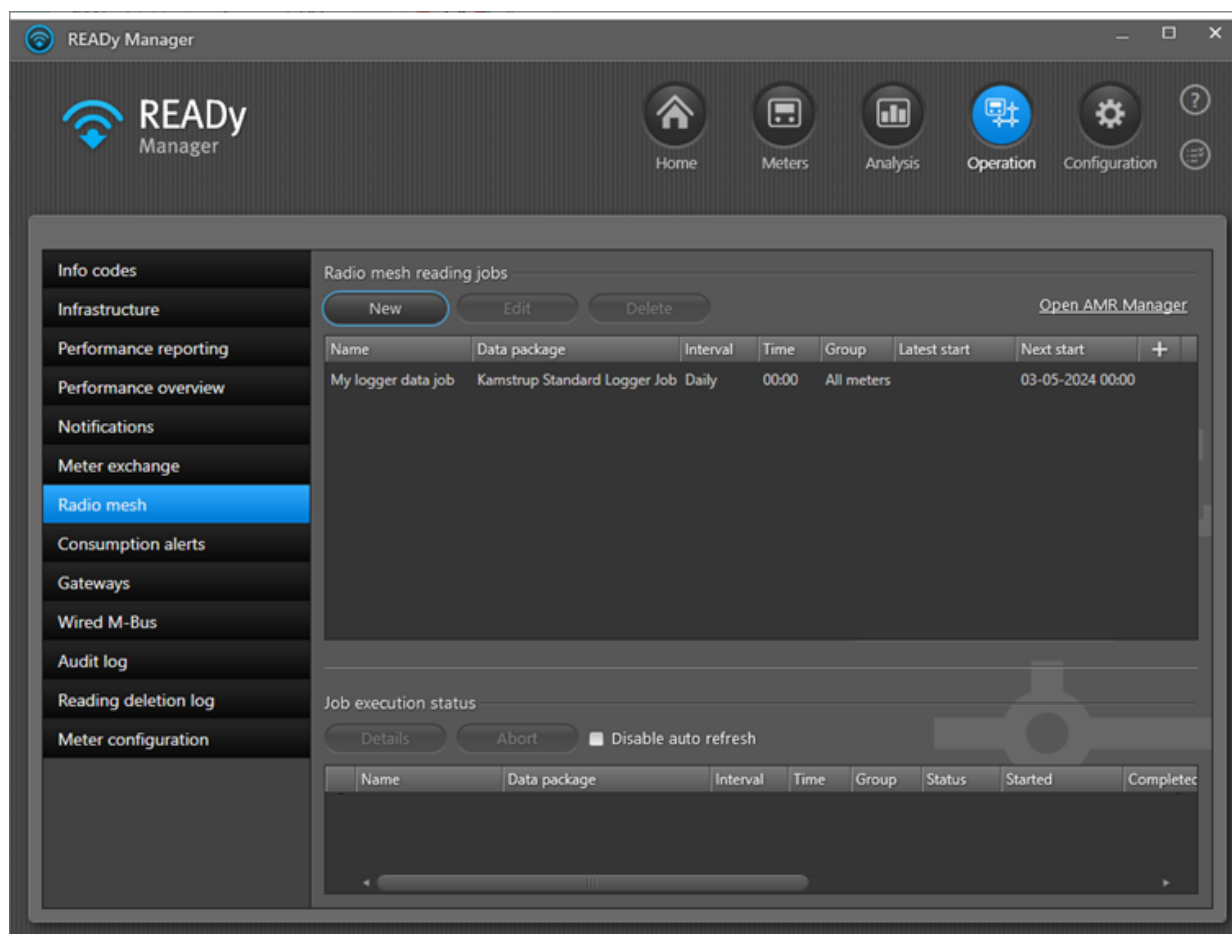 READy Manager
READy
Manager
Home
Meters
Analysis
Operation
Configuration
?
Info codes
Infrastructure
Performance reporting
Performance overview
Notifications
Meter exchange
Radio mesh
Consumption alerts
Gateways
Wired M-Bus
Audit log
Reading deletion log
Meter configuration
Radio mesh reading jobs
New Edit Delete Open AMR Manager
Name Data package Interval Time Group Latest start Next start +
My logger data job Kamstrup Standard Logger Job Daily 00:00 All meters 03-05-2024 00:00
Job execution status
Details Abort Disable auto refresh
Name Data package Interval Time Group Status Started Completed